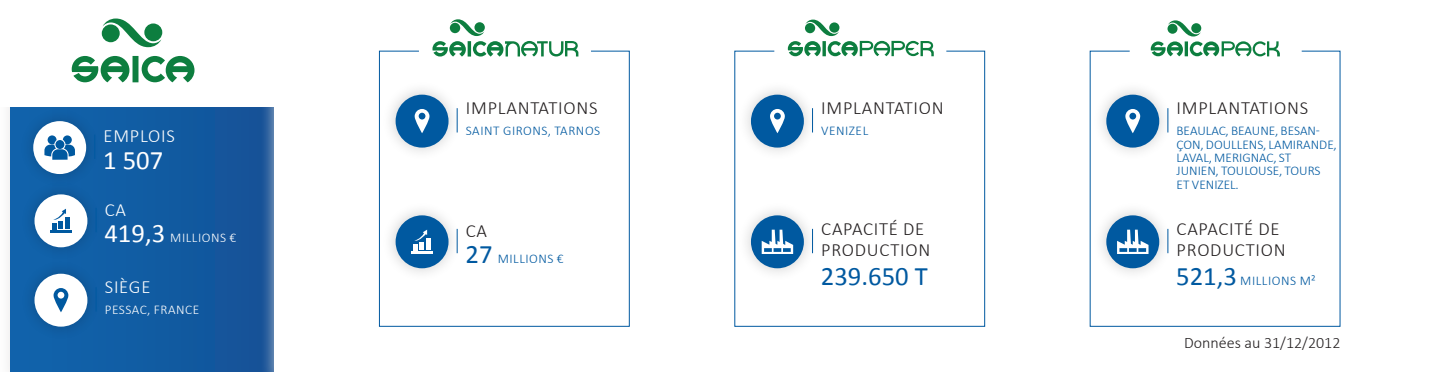 SAICA
EMPLOIS
1 507
CA
419,3 MILLIONS €
SIÈGE
PESSAC, FRANCE
SAICANATUR
IMPLANTATIONS
SAINT GIRONS, TARNOS
CA
27 MILLIONS €
SAICAPAPER
IMPLANTATION
VENIZEL
CAPACITÉ DE
PRODUCTION
239.650 T
SAICAPACK
IMPLANTATIONS
BEAULAC, BEAUNE, BESAN-
ÇON, DOULLENS, LAMIRANDE,
LAVAL, MERIGNAC, ST
JUNIEN, TOULOUSE, TOURS
ET VENIZEL.
CAPACITÉ DE
PRODUCTION
521,3 MILLIONS M²
Données au 31/12/2012